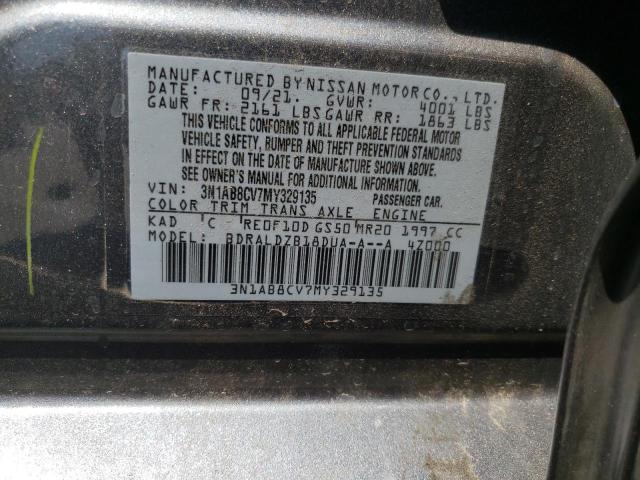 MANUFACTURED BY NISSAN MOTOR CO., LTD.
DATE: 09/21. GVWR: 4001 LBS
GAWR FR: 2161 LBS GAWR RR: 1863 LBS
THIS VEHICLE CONFORMS TO ALL APPLICABLE FEDERAL MOTOR
VEHICLE SAFETY, BUMPER AND THEFT PREVENTION STANDARDS
IN EFFECT ON THE DATE OF MANUFACTURE SHOWN ABOVE.
SEE OWNER'S MANUAL FOR ADDITIONAL INFORMATION.
VIN: 3N1AB8CV7MY329135 PASSENGER CAR.
COLOR TRIM TRANS AXLE ENGINE
KAD C RE0F10D GS50 MR20 1997 CC
MODEL: BDRALDZB18DUA-A--A 4Z000
3N1AB8CV7MY329135